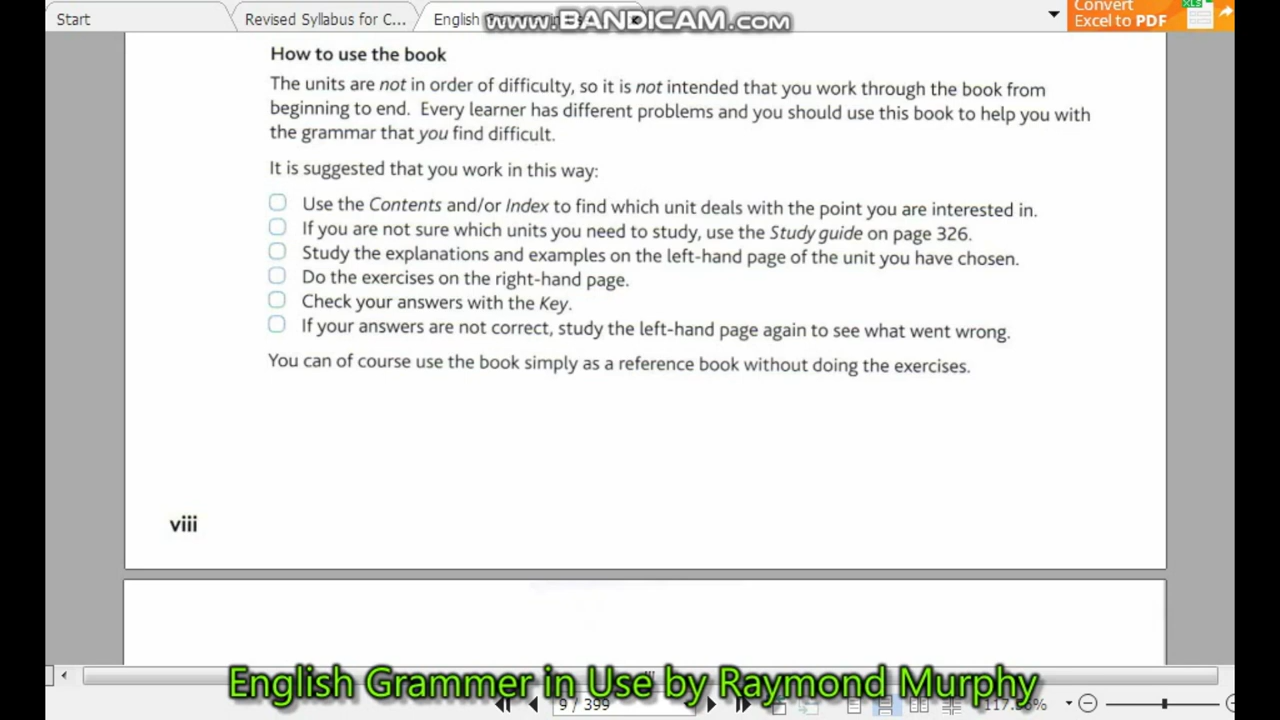 Start
Revised Syllabus for C...
English
www.BANDICAM.com
Convert
Excel to PDF
XLS
How to use the book
The units are not in order of difficulty, so it is not intended that you work through the book from
beginning to end. Every learner has different problems and you should use this book to help you with
the grammar that you find difficult.
It is suggested that you work in this way:
Use the Contents and/or Index to find which unit deals with the point you are interested in.
If you are not sure which units you need to study, use the Study guide on page 326.
Study the explanations and examples on the left-hand page of the unit you have chosen.
Do the exercises on the right-hand page.
Check your answers with the Key.
If your answers are not correct, study the left-hand page again to see what went wrong.
You can of course use the book simply as a reference book without doing the exercises.
viii
English Grammer in Use by Raymond Murphy
9 / 399